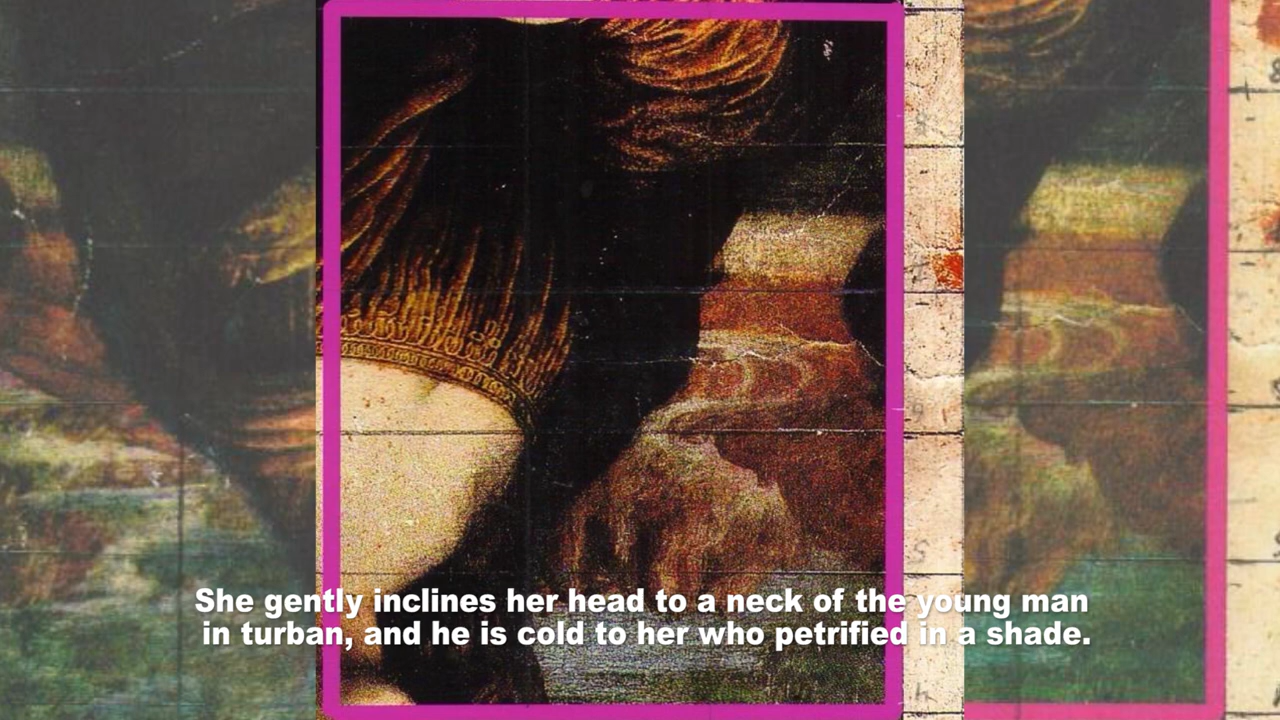 She gently inclines her head to a neck of the young man
in turban, and he is cold to her who petrified in a shade.